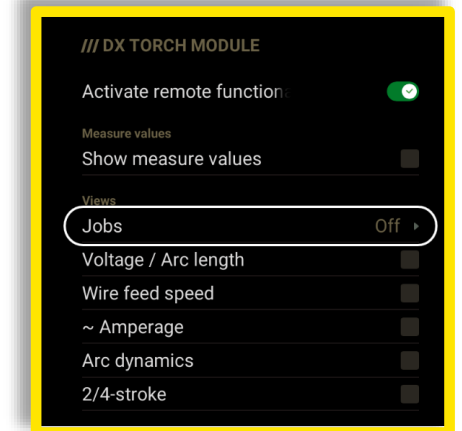 /// DX TORCH MODULE
Activate remote function
Measure values
Show measure values
Views
Jobs Off
Voltage / Arc length
Wire feed speed
~ Amperage
Arc dynamics
2/4-stroke